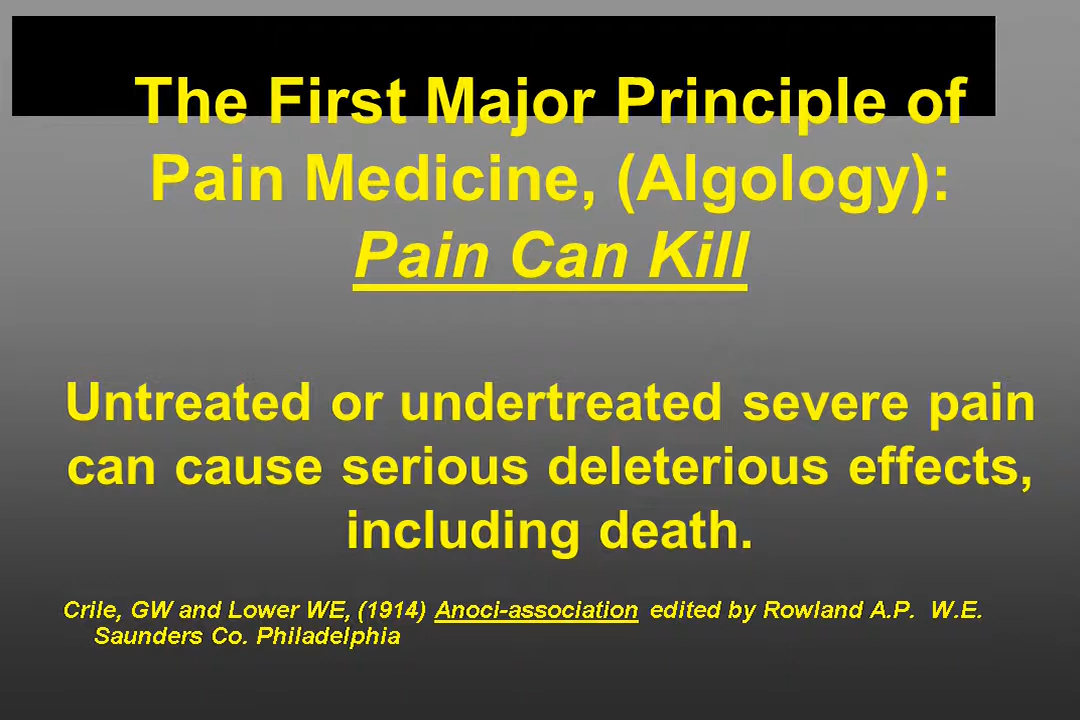 The First Major Principle of
Pain Medicine, (Algology):
Pain Can Kill
Untreated or undertreated severe pain
can cause serious deleterious effects,
including death.
Crile, GW and Lower WE, (1914) Anoci-association edited by Rowland A.P. W.E.
Saunders Co. Philadelphia